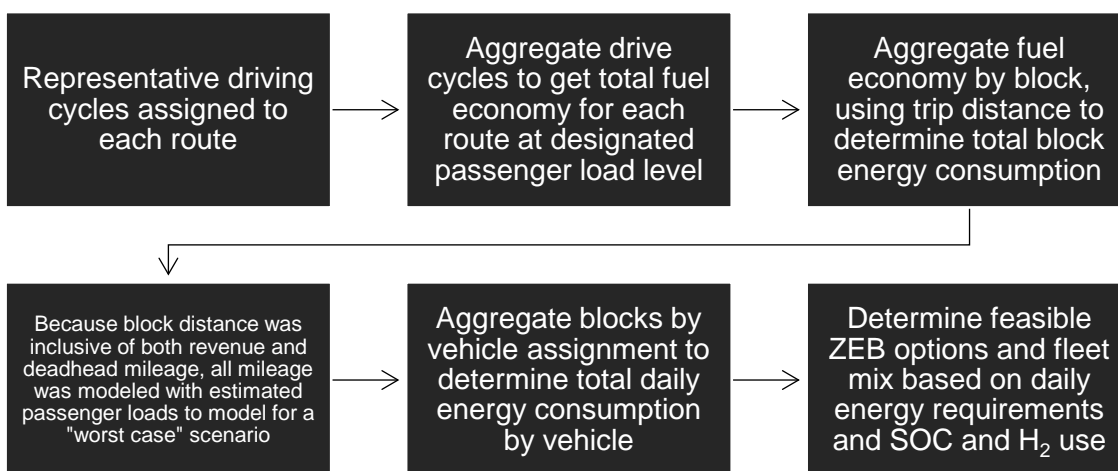 Representative driving
cycles assigned to
each route
Aggregate drive
cycles to get total fuel
economy for each
route at designated
passenger load level
Aggregate fuel
economy by block,
using trip distance to
determine total block
energy consumption
Because block distance was
inclusive of both revenue and
deadhead mileage, all mileage
was modeled with estimated
passenger loads to model for a
"worst case" scenario
Aggregate blocks by
vehicle assignment to
determine total daily
energy consumption
by vehicle
Determine feasible
ZEB options and fleet
mix based on daily
energy requirements
and SOC and H₂ use